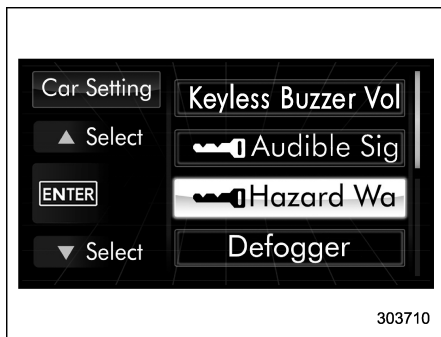 Car Setting
Keyless Buzzer Vol
▲ Select
Audible Sig
ENTER
Hazard Wa
▼ Select
Defogger
303710